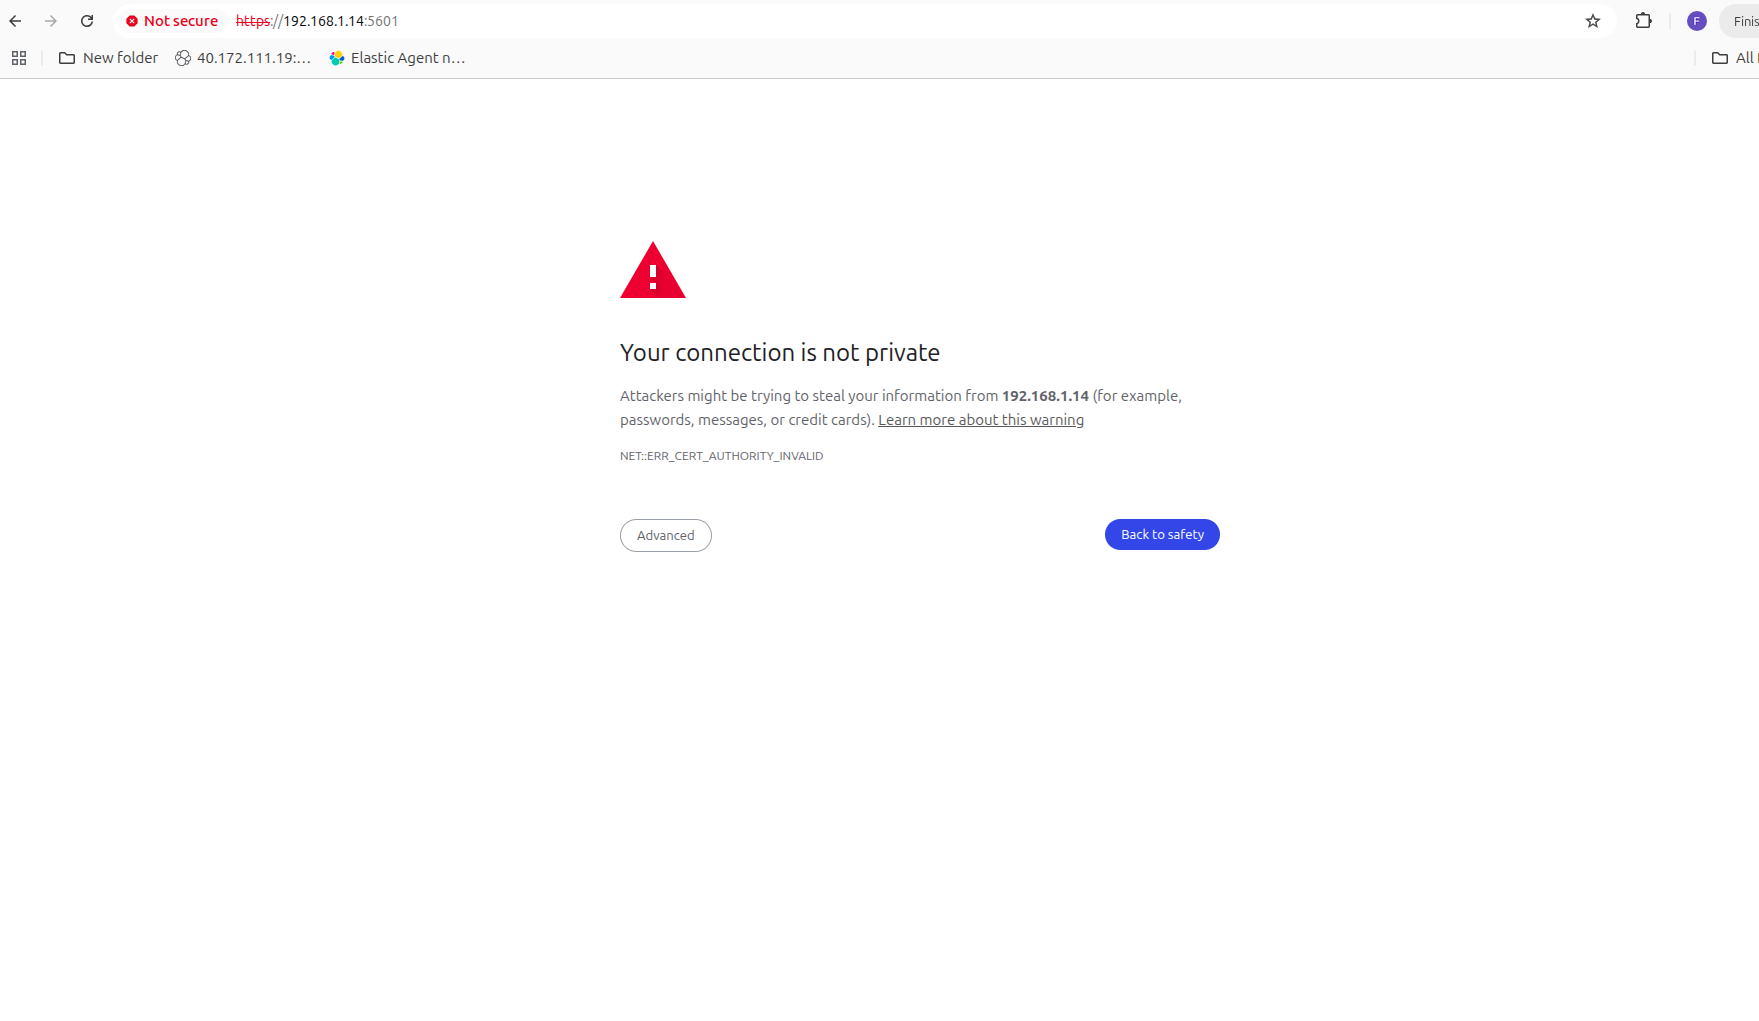 Not secure https://192.168.1.14:5601
F
Finis
New folder
40.172.111.19:...
Elastic Agent n...
All
Your connection is not private
Attackers might be trying to steal your information from 192.168.1.14 (for example,
passwords, messages, or credit cards). Learn more about this warning
NET::ERR_CERT_AUTHORITY_INVALID
Advanced
Back to safety